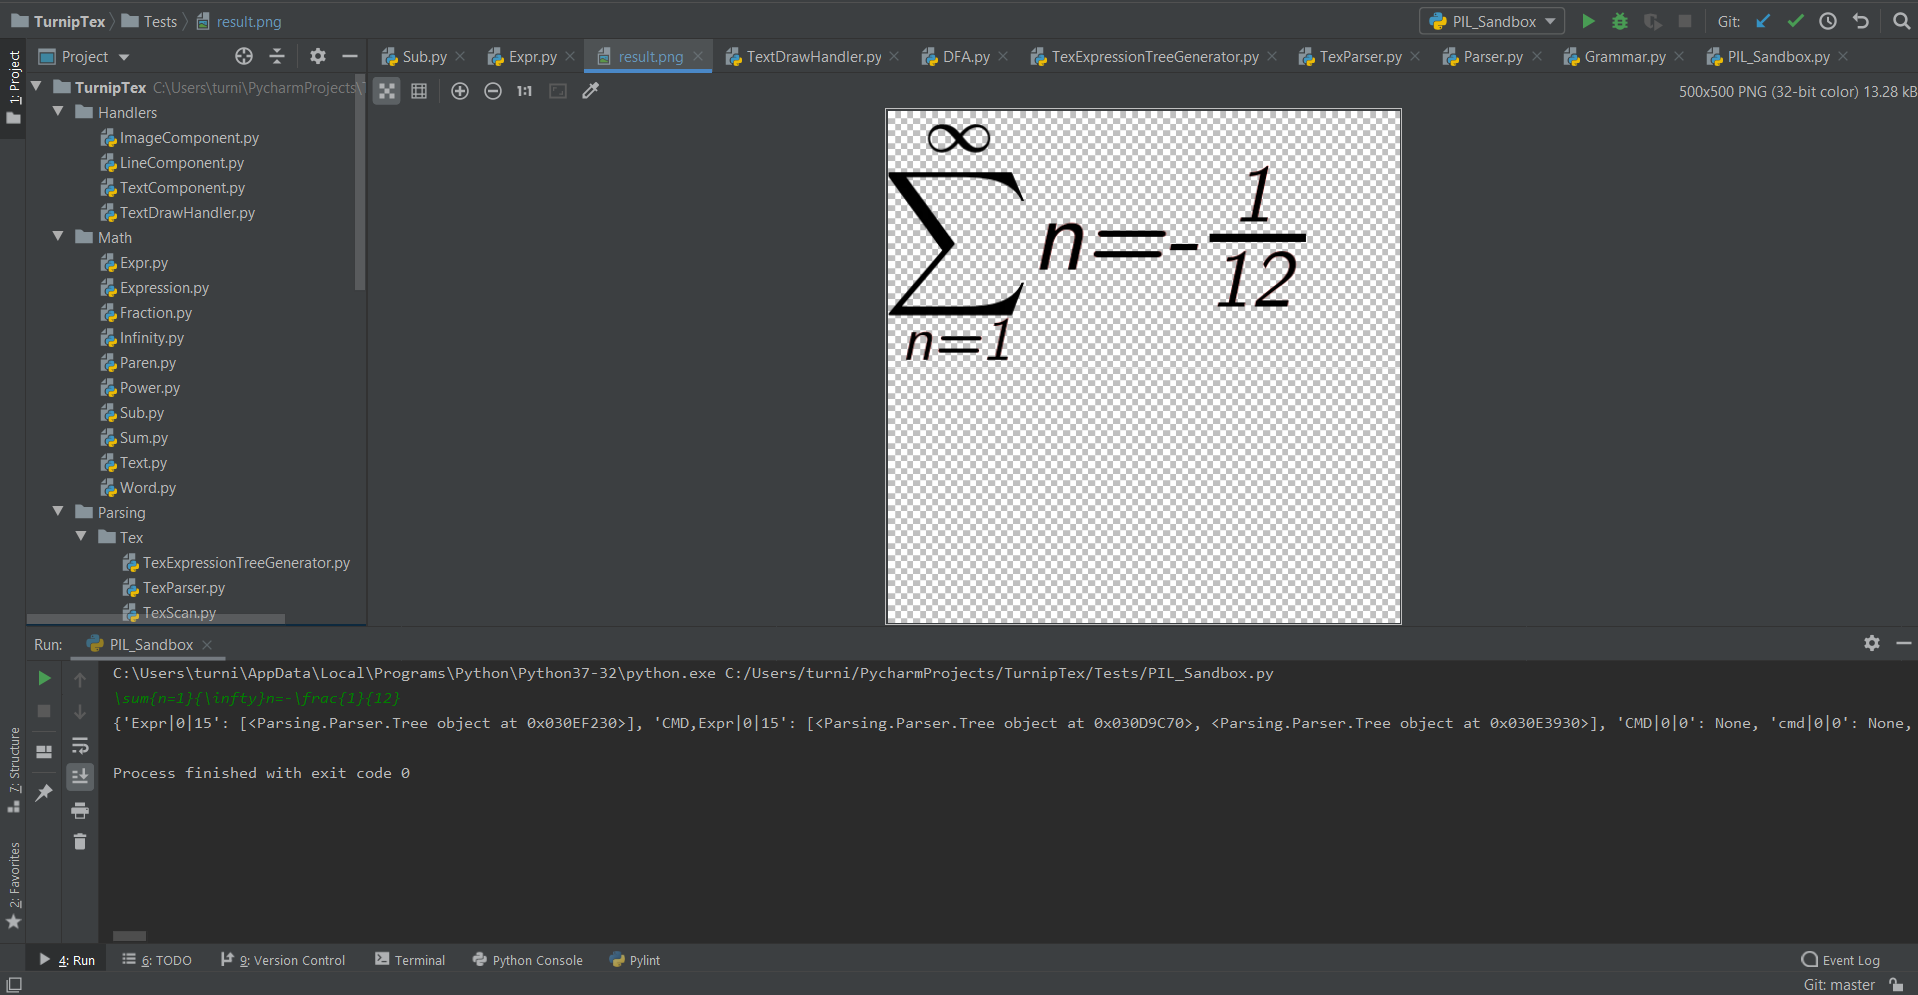 TurnipTex Tests result.png PIL_Sandbox Git:
1: Project
Project
Sub.py Expr.py result.png TextDrawHandler.py DFA.py TexExpressionTreeGenerator.py TexParser.py Parser.py Grammar.py PIL_Sandbox.py
1:1 500x500 PNG (32-bit color) 13.28 kB
TurnipTex C:\Users\turni\PycharmProjects\
Handlers
ImageComponent.py
LineComponent.py
TextComponent.py
TextDrawHandler.py
Math
Expr.py
Expression.py
Fraction.py
Infinity.py
Paren.py
Power.py
Sub.py
Sum.py
Text.py
Word.py
Parsing
Tex
TexExpressionTreeGenerator.py
TexParser.py
TexScan.py
∞
∑ n=- 1
12
n=1
Run: PIL_Sandbox
C:\Users\turni\AppData\Local\Programs\Python\Python37-32\python.exe C:/Users/turni/PycharmProjects/TurnipTex/Tests/PIL_Sandbox.py
\sum{n=1}{\infty}n=-\frac{1}{12}
{'Expr|0|15': [<Parsing.Parser.Tree object at 0x030EF230>], 'CMD,Expr|0|15': [<Parsing.Parser.Tree object at 0x030D9C70>, <Parsing.Parser.Tree object at 0x030E3930>], 'CMD|0|0': None, 'cmd|0|0': None,
Process finished with exit code 0
7: Structure
2: Favorites
4: Run 6: TODO 9: Version Control Terminal Python Console Pylint Event Log
Git: master